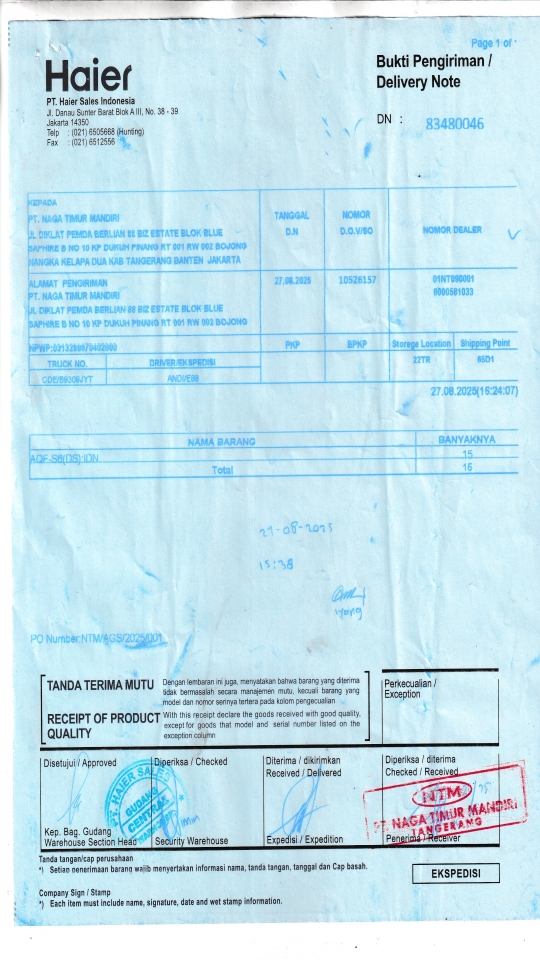 Page 1 of
Haier
Bukti Pengiriman /
Delivery Note
PT. Haier Sales Indonesia
Jl. Danau Sunter Barat Blok A III, No. 38 - 39
Jakarta 14350
Telp : (021) 6505668 (Hunting)
Fax : (021) 6512556
DN : 83480046
KEPADA
PT. NAGA TIMUR MANDIRI
JL DIKLAT PEMDA BERLIAN 88 BIZ ESTATE BLOK BLUE
SAPHIRE B NO 10 KP DUKUH PINANG RT 001 RW 002 BOJONG
NANGKA KELAPA DUA KAB TANGERANG BANTEN JAKARTA
TANGGAL
D.N
NOMOR
D.O.V/SO
NOMOR DEALER
ALAMAT PENGIRIMAN
PT. NAGA TIMUR MANDIRI
JL DIKLAT PEMDA BERLIAN 88 BIZ ESTATE BLOK BLUE
SAPHIRE B NO 10 KP DUKUH PINANG RT 001 RW 002 BOJONG
27.08.2025
10526157
01NT090001
NPWP:
PKP
BPKP
Storege Location
Shipping Point
TRUCK NO.
DRIVER/EKSPEDISI
22TR
65D1
27.08.2025(16:24:07)
NAMA BARANG
BANYAKNYA
15
Total
15
15:38
PO Number:NTM/AGS/2025/001
TANDA TERIMA MUTU
Dengan lembaran ini juga, menyatakan bahwa barang yang diterima
tidak bermasalah secara manajemen mutu, kecuali barang yang
model dan nomor serinya tertera pada kolom pengecualian
RECEIPT OF PRODUCT
QUALITY
With this receipt declare the goods received with good quality,
except for goods that model and serial number listed on the
exception column
Perkecualian /
Exception
Disetujui / Approved
Diperiksa / Checked
Diterima / dikirimkan
Received / Delivered
Diperiksa / diterima
Checked / Received
PT. HAIER SALES
GUDANG
CENTRAL
NTM
PT. NAGA TIMUR MANDIRI
TANGERANG
Kep. Bag. Gudang
Warehouse Section Head
Security Warehouse
Expedisi / Expedition
Penerima / Receiver
Tanda tangan/cap perusahaan
*) Setian penerimaan barang wajib menyertakan informasi nama, tanda tangan, tanggal dan Cap basah.
EKSPEDISI
Company Sign / Stamp
*) Each item must include name, signature, date and wet stamp information.